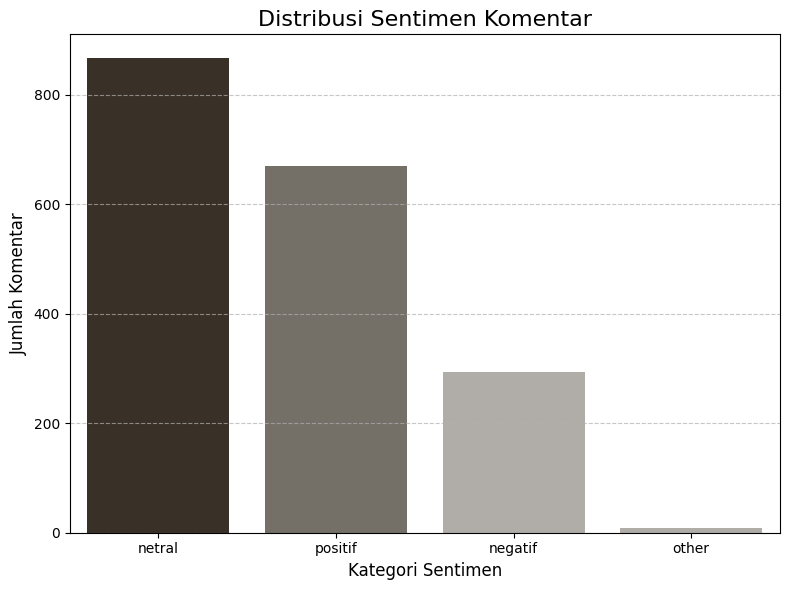 Distribusi Sentimen Komentar
Jumlah Komentar
800
600
400
200
0
netral
positif
negatif
other
Kategori Sentimen